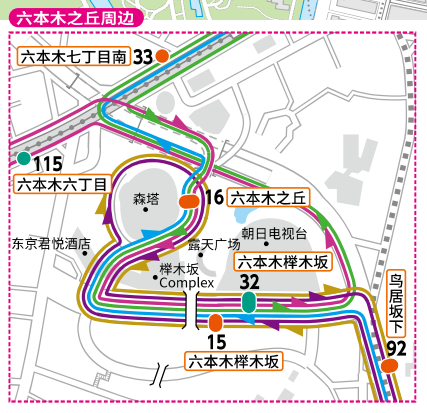 六本木之丘周边
六本木七丁目南
33
115
六本木六丁目
森塔
16
六本木之丘
东京君悦酒店
露天广场
朝日电视台
榉木坂
Complex
六本木榉木坂
32
鸟居坂下
15
92
六本木榉木坂